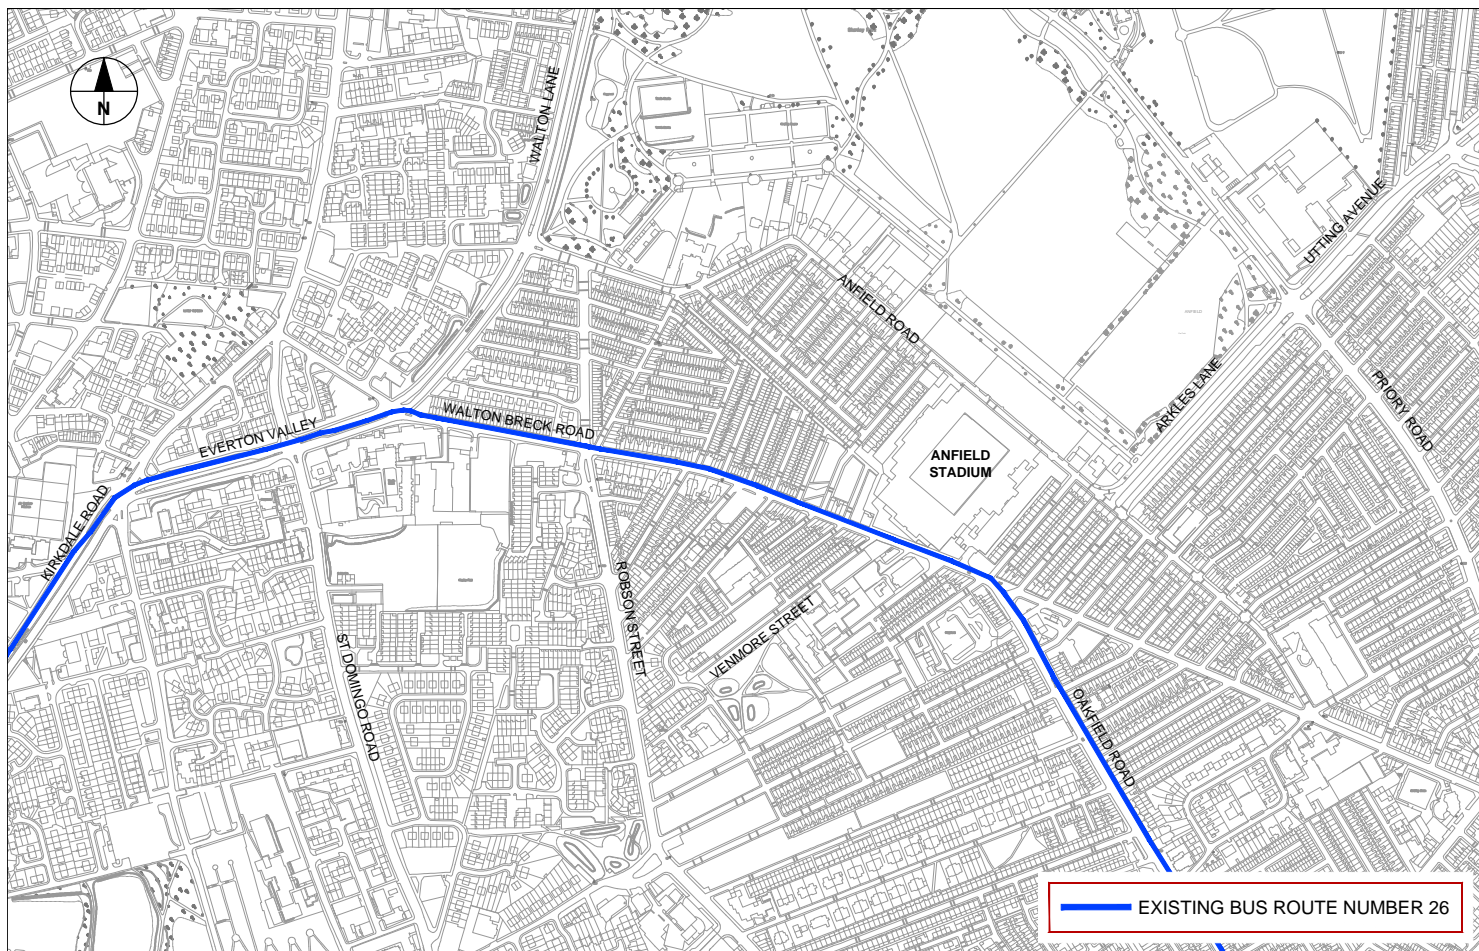 N
WALTON LANE
UTTING AVENUE
ANFIELD ROAD
ARKLES LANE
PRIORY ROAD
EVERTON VALLEY
WALTON BRECK ROAD
ANFIELD
STADIUM
KIRKDALE ROAD
ROBSON STREET
VENMORE STREET
ST DOMINGO ROAD
OAKFIELD ROAD
EXISTING BUS ROUTE NUMBER 26